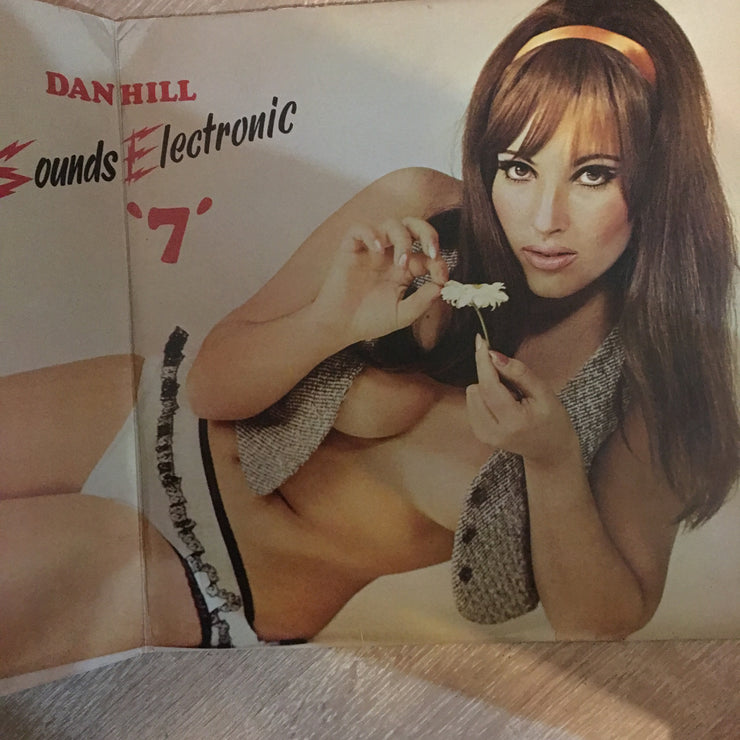 DAN HILL
Sounds Electronic
'7'